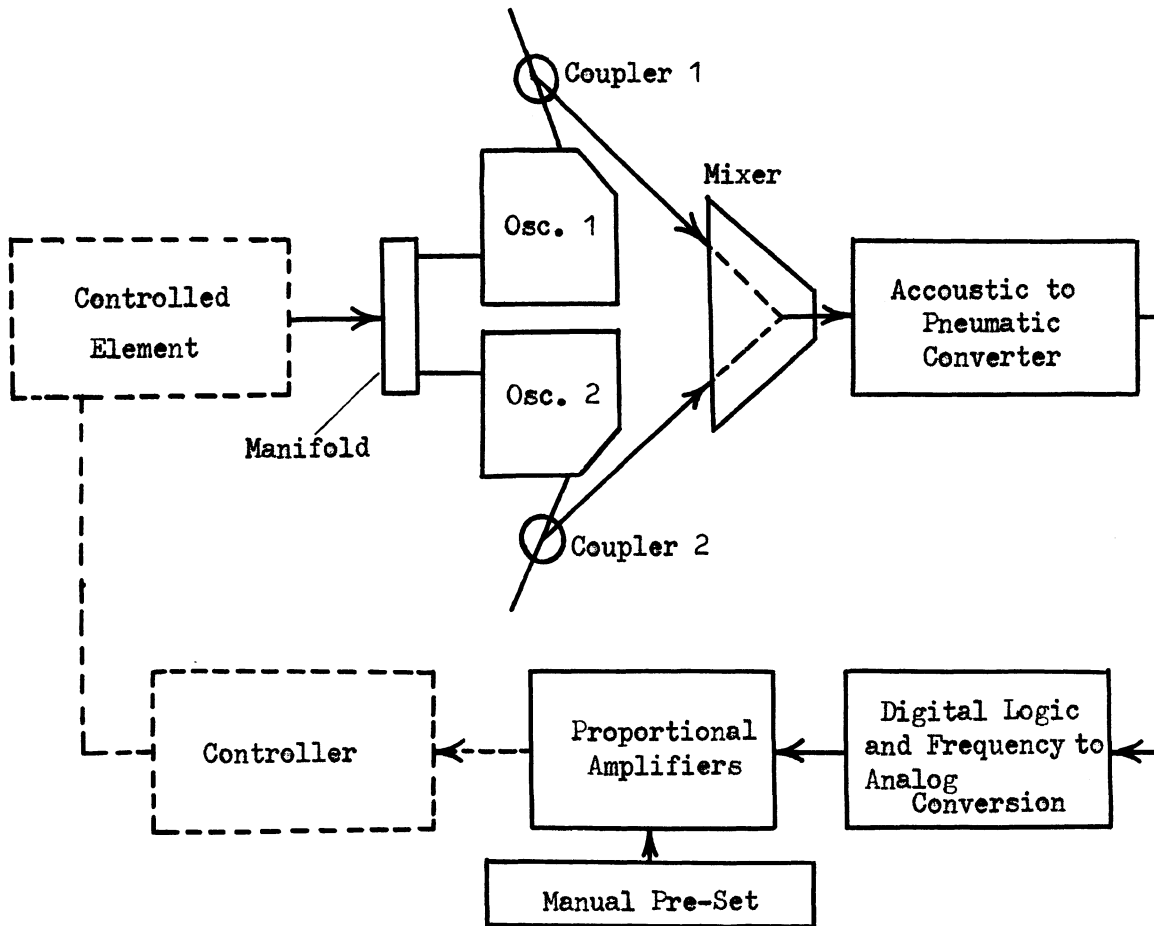 Coupler 1
Mixer
Osc. 1
Controlled
Element
Accoustic to
Pneumatic
Converter
Osc. 2
Manifold
Coupler 2
Controller
Proportional
Amplifiers
Digital Logic
and Frequency to
Analog
Conversion
Manual Pre-Set